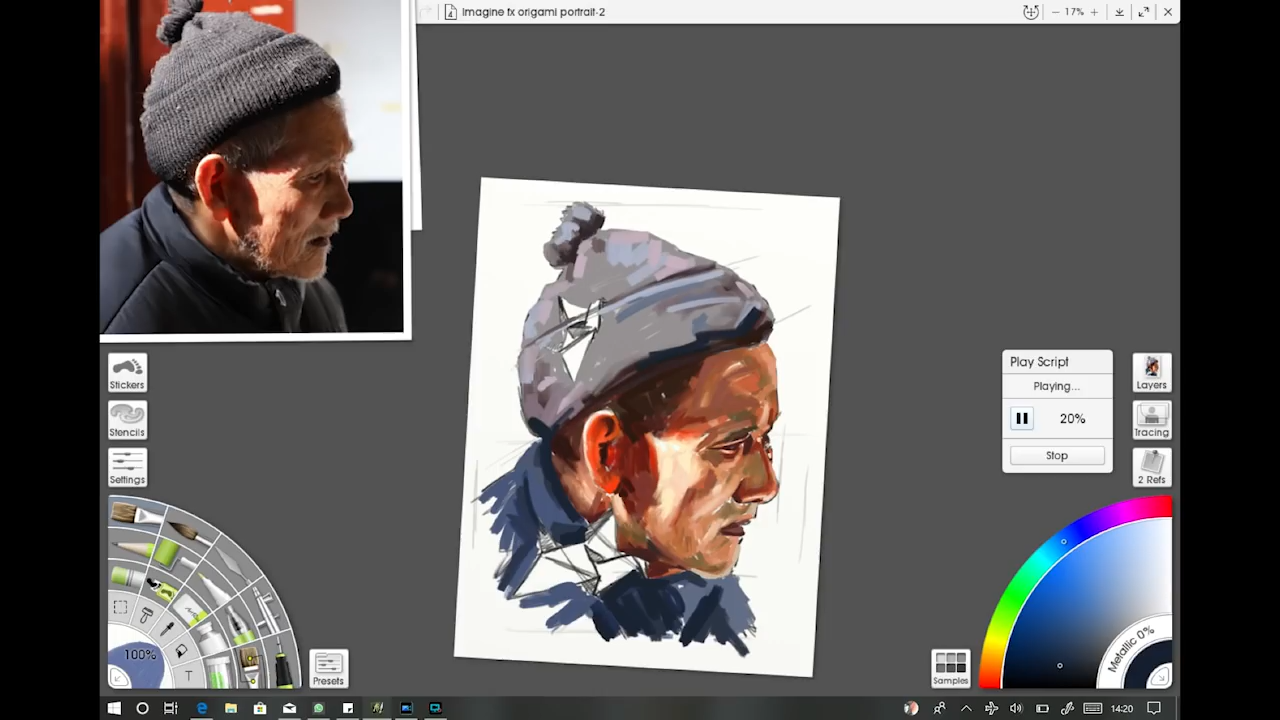 Imagine fx origami portrait-2
17%
Stickers
Stencils
Settings
100%
T
Presets
Play Script
Playing...
20%
Stop
Layers
Tracing
2 Refs
Metallic 0%
Samples
14:20